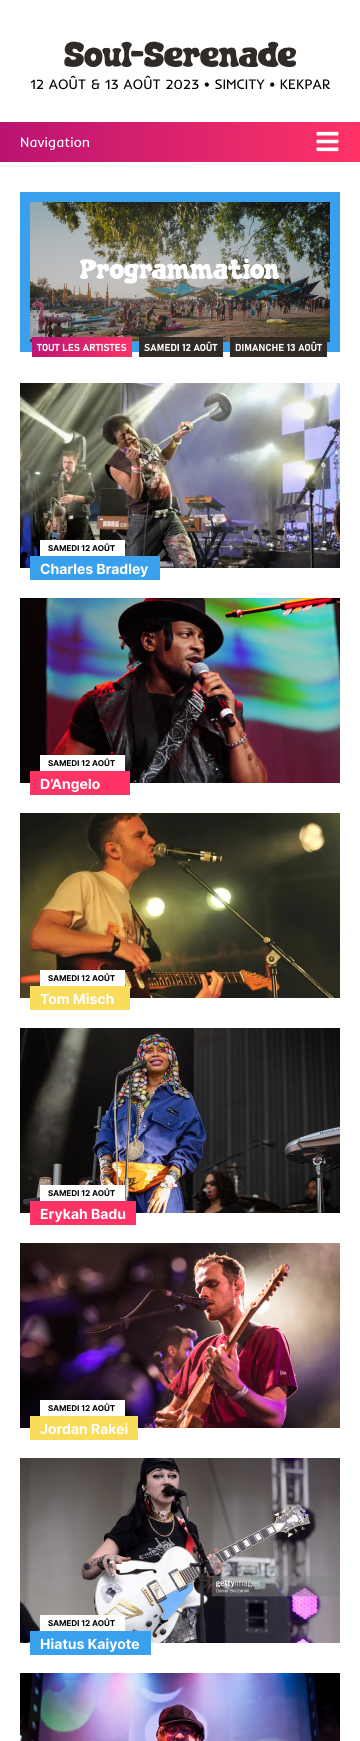 Soul-Serenade
12 AOÛT & 13 AOÛT 2023 • SIMCITY • KEKPAR
Navigation
Programmation
TOUT LES ARTISTES
SAMEDI 12 AOÛT
DIMANCHE 13 AOÛT
KORG
SAMEDI 12 AOÛT
Charles Bradley
SAMEDI 12 AOÛT
D'Angelo
SAMEDI 12 AOÛT
Tom Misch
SAMEDI 12 AOÛT
Erykah Badu
SAMEDI 12 AOÛT
Jordan Rakei
gettyimages
SAMEDI 12 AOÛT
Hiatus Kaiyote